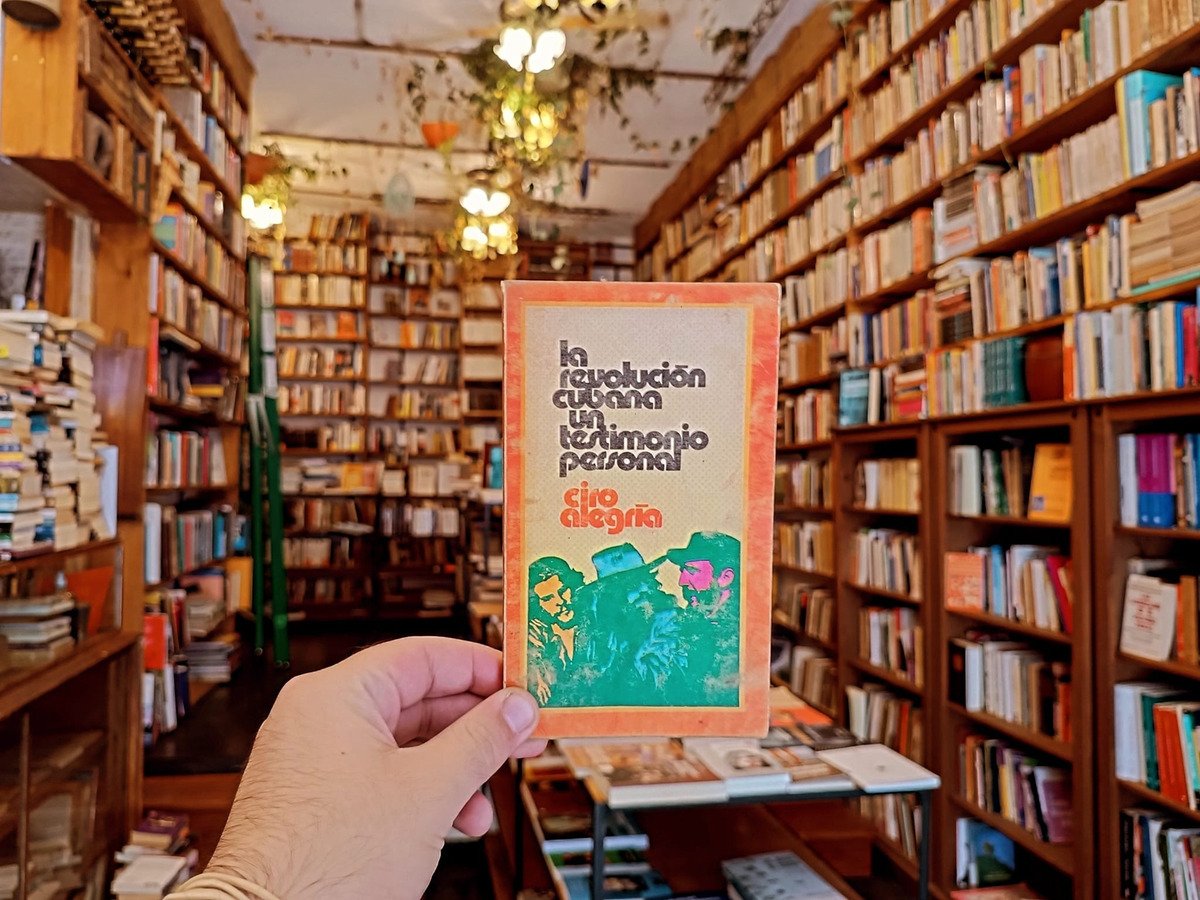 la
revolución
cubana
un
testimonio
personal
ciro
alegría